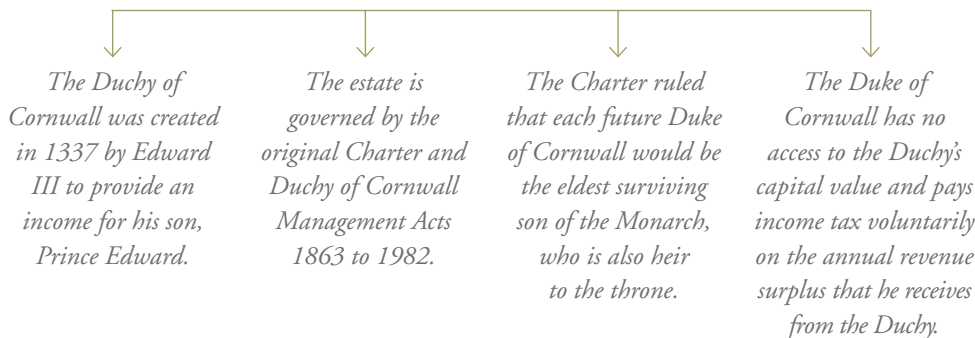 The Duchy of
Cornwall was created
in 1337 by Edward
III to provide an
income for his son,
Prince Edward.
The estate is
governed by the
original Charter and
Duchy of Cornwall
Management Acts
1863 to 1982.
The Charter ruled
that each future Duke
of Cornwall would be
the eldest surviving
son of the Monarch,
who is also heir
to the throne.
The Duke of
Cornwall has no
access to the Duchy’s
capital value and pays
income tax voluntarily
on the annual revenue
surplus that he receives
from the Duchy.